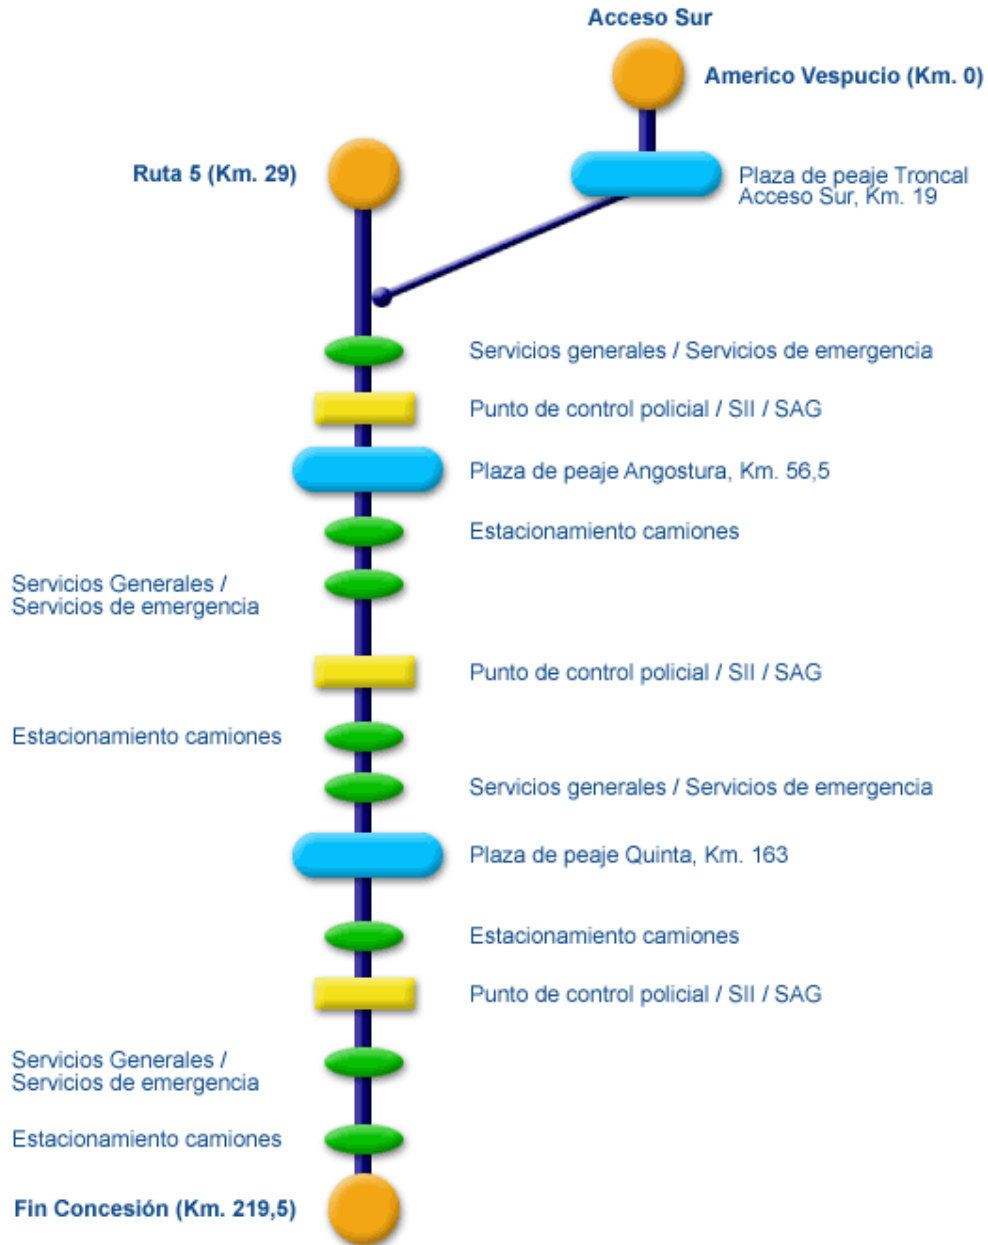 Acceso Sur
Americo Vespucio (Km. 0)
Ruta 5 (Km. 29)
Plaza de peaje Troncal
Acceso Sur, Km. 19
Servicios generales / Servicios de emergencia
Punto de control policial / SII / SAG
Plaza de peaje Angostura, Km. 56,5
Estacionamiento camiones
Servicios Generales /
Servicios de emergencia
Punto de control policial / SII / SAG
Estacionamiento camiones
Servicios generales / Servicios de emergencia
Plaza de peaje Quinta, Km. 163
Estacionamiento camiones
Punto de control policial / SII / SAG
Servicios Generales /
Servicios de emergencia
Estacionamiento camiones
Fin Concesión (Km. 219,5)